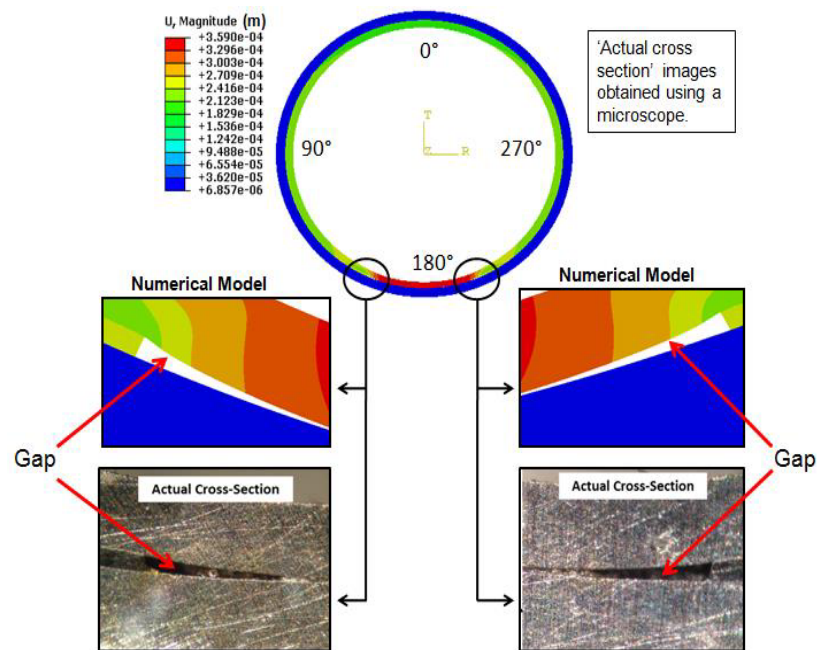 U, Magnitude (m)
+3.590e-04
+3.296e-04
+3.003e-04
+2.709e-04
+2.416e-04
+2.123e-04
+1.829e-04
+1.536e-04
+1.242e-04
+9.488e-05
+6.554e-05
+3.620e-05
+6.857e-06
0°
90°
T
Z
R
270°
180°
'Actual cross
section' images
obtained using a
microscope.
Numerical Model
Numerical Model
Gap
Gap
Actual Cross-Section
Actual Cross-Section